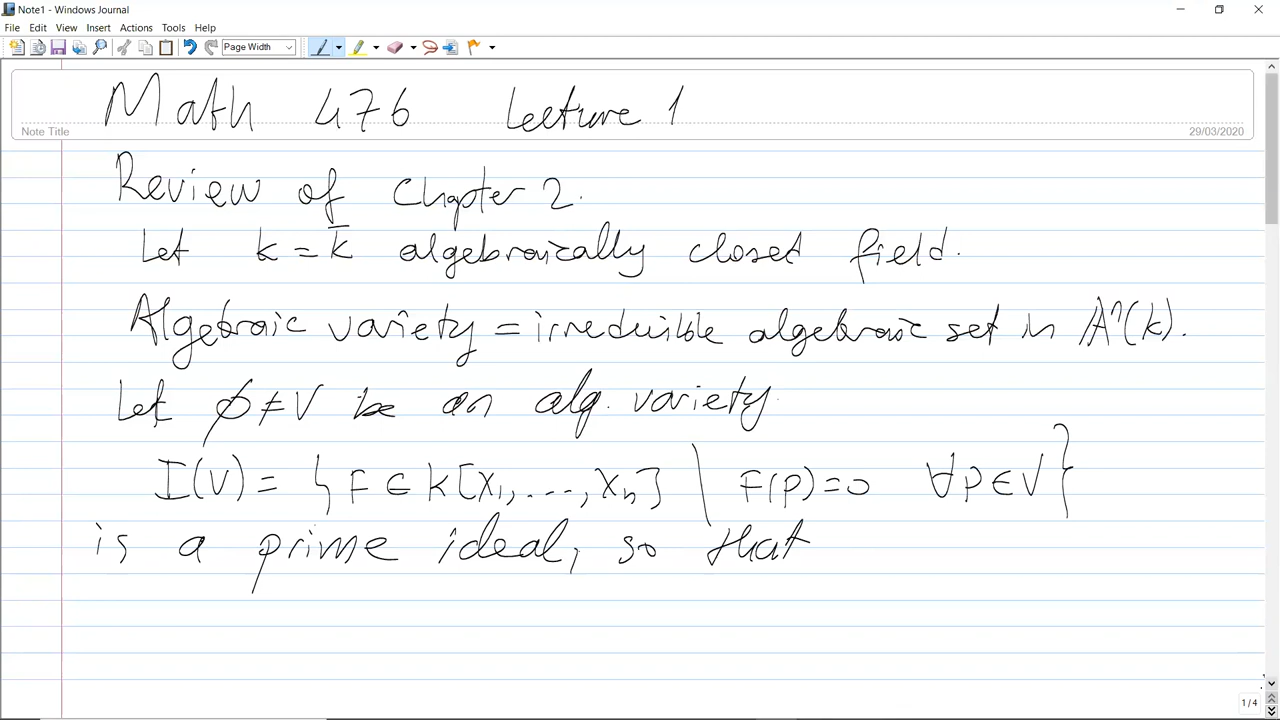 Note1 - Windows Journal
File Edit View Insert Actions Tools Help
Page Width
Math 476 Lecture 1
Note Title
29/03/2020
Review of Chapter 2.
Let k = k̅ algebraically closed field.
Algebraic variety = irreducible algebraic set in 𝔸ⁿ(k).
Let ∅ ≠ V be an alg. variety.
I(V) = { F ∈ k[X₁, ..., Xₙ] | F(P) = 0 ∀P ∈ V }
is a prime ideal, so that
1/4